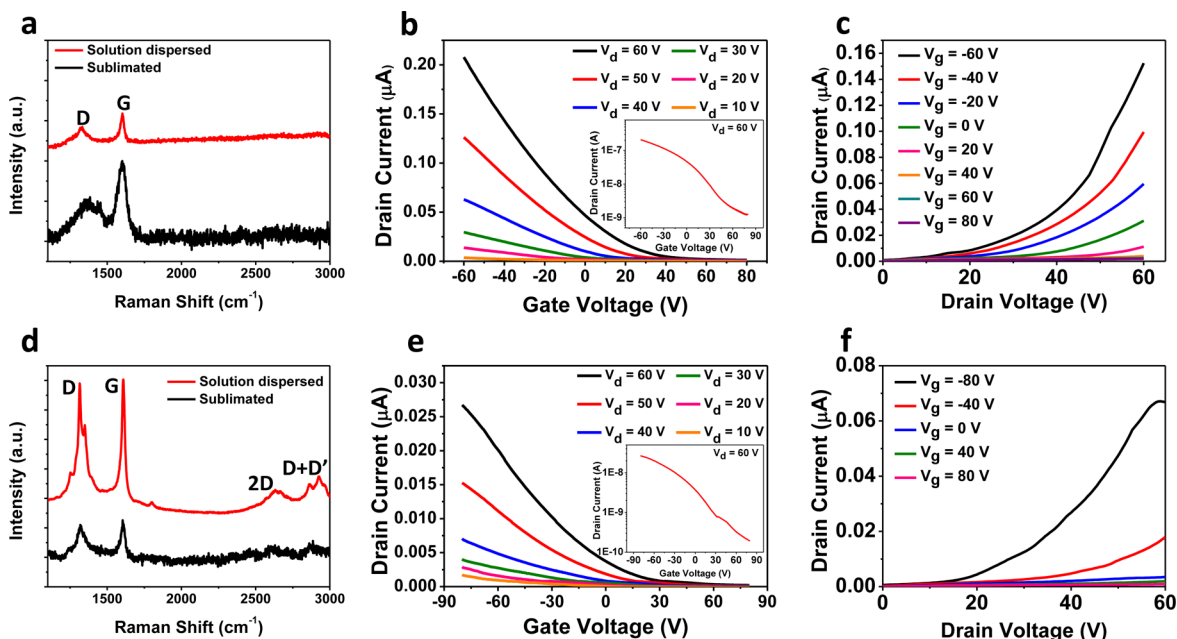 a
Solution dispersed
Sublimated
D
G
Intensity (a.u.)
1500
2000
2500
3000
Raman Shift (cm⁻¹)
b
0.25
0.20
0.15
0.10
0.05
0.00
Drain Current (µA)
V_d = 60 V
V_d = 50 V
V_d = 40 V
V_d = 30 V
V_d = 20 V
V_d = 10 V
V_d = 60 V
1E-7
1E-8
1E-9
Drain Current (A)
-60
-30
0
30
60
90
Gate Voltage (V)
-60
-40
-20
0
20
40
60
80
Gate Voltage (V)
c
0.16
0.14
0.12
0.10
0.08
0.06
0.04
0.02
0.00
Drain Current (µA)
V_g = -60 V
V_g = -40 V
V_g = -20 V
V_g = 0 V
V_g = 20 V
V_g = 40 V
V_g = 60 V
V_g = 80 V
0
20
40
60
Drain Voltage (V)
d
Solution dispersed
Sublimated
D
G
2D
D+D’
Intensity (a.u.)
1500
2000
2500
3000
Raman Shift (cm⁻¹)
e
0.030
0.025
0.020
0.015
0.010
0.005
0.000
Drain Current (µA)
V_d = 60 V
V_d = 50 V
V_d = 40 V
V_d = 30 V
V_d = 20 V
V_d = 10 V
V_d = 60 V
1E-8
1E-9
1E-10
Drain Current (A)
-90
-60
-30
0
30
60
90
Gate Voltage (V)
-90
-60
-30
0
30
60
90
Gate Voltage (V)
f
0.08
0.06
0.04
0.02
0.00
Drain Current (µA)
V_g = -80 V
V_g = -40 V
V_g = 0 V
V_g = 40 V
V_g = 80 V
0
20
40
60
Drain Voltage (V)